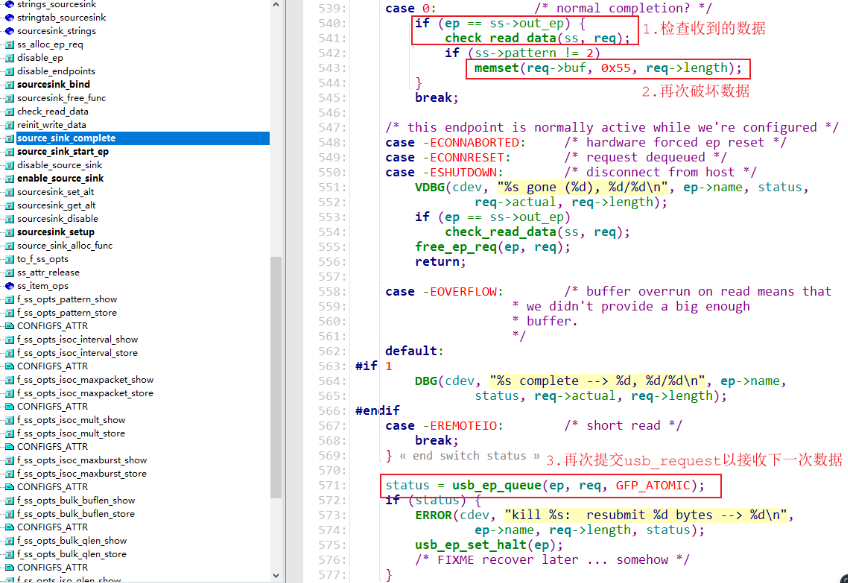 strings_sourcesink
stringtab_sourcesink
sourcesink_strings
ss_alloc_ep_req
disable_ep
disable_endpoints
sourcesink_bind
sourcesink_free_func
check_read_data
reinit_write_data
source_sink_complete
source_sink_start_ep
disable_source_sink
enable_source_sink
sourcesink_set_alt
sourcesink_get_alt
sourcesink_disable
sourcesink_setup
source_sink_alloc_func
to_f_ss_opts
ss_attr_release
ss_item_ops
f_ss_opts_pattern_show
f_ss_opts_pattern_store
CONFIGFS_ATTR
f_ss_opts_isoc_interval_show
f_ss_opts_isoc_interval_store
CONFIGFS_ATTR
f_ss_opts_isoc_maxpacket_show
f_ss_opts_isoc_maxpacket_store
CONFIGFS_ATTR
f_ss_opts_isoc_mult_show
f_ss_opts_isoc_mult_store
CONFIGFS_ATTR
f_ss_opts_isoc_maxburst_show
f_ss_opts_isoc_maxburst_store
CONFIGFS_ATTR
f_ss_opts_bulk_buflen_show
f_ss_opts_bulk_buflen_store
CONFIGFS_ATTR
f_ss_opts_bulk_qlen_show
f_ss_opts_bulk_qlen_store
CONFIGFS_ATTR
f_ss_opts_iso_qlen_show
539: case 0: /* normal completion? */
540: if (ep == ss->out_ep) {
541: check_read_data(ss, req); 1.检查收到的数据
542: if (ss->pattern != 2)
543: memset(req->buf, 0x55, req->length);
544: } 2.再次破坏数据
545: break;
546:
547: /* this endpoint is normally active while we're configured */
548: case -ECONNABORTED: /* hardware forced ep reset */
549: case -ECONNRESET: /* request dequeued */
550: case -ESHUTDOWN: /* disconnect from host */
551: VDBG(cdev, "%s gone (%d), %d/%d\n", ep->name, status,
552: req->actual, req->length);
553: if (ep == ss->out_ep)
554: check_read_data(ss, req);
555: free_ep_req(ep, req);
556: return;
557:
558: case -EOVERFLOW: /* buffer overrun on read means that
559: * we didn't provide a big enough
560: * buffer.
561: */
562: default:
563: #if 1
564: DBG(cdev, "%s complete --> %d, %d/%d\n", ep->name,
565: status, req->actual, req->length);
566: #endif
567: case -EREMOTEIO: /* short read */
568: break;
569: } « end switch status » 3.再次提交usb_request以接收下一次数据
570:
571: status = usb_ep_queue(ep, req, GFP_ATOMIC);
572: if (status) {
573: ERROR(cdev, "kill %s: resubmit %d bytes --> %d\n",
574: ep->name, req->length, status);
575: usb_ep_set_halt(ep);
576: /* FIXME recover later ... somehow */
577: }